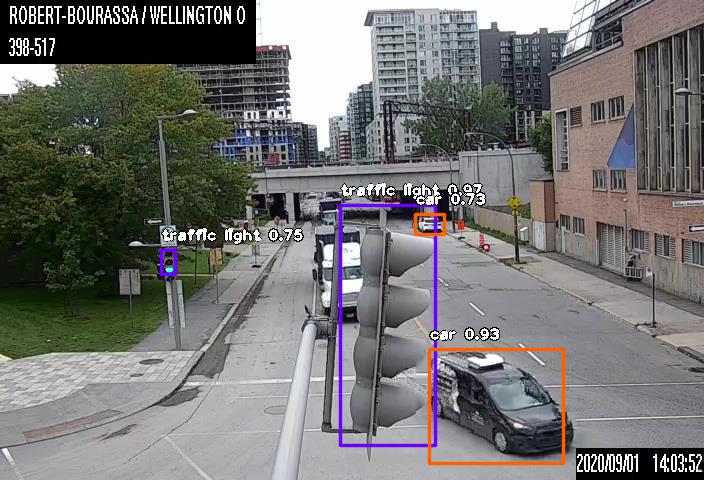 ROBERT-BOURASSA / WELLINGTON O
398-517
traffic light 0.97
car 0.73
traffic light 0.75
car 0.93
2020/09/01 14:03:52